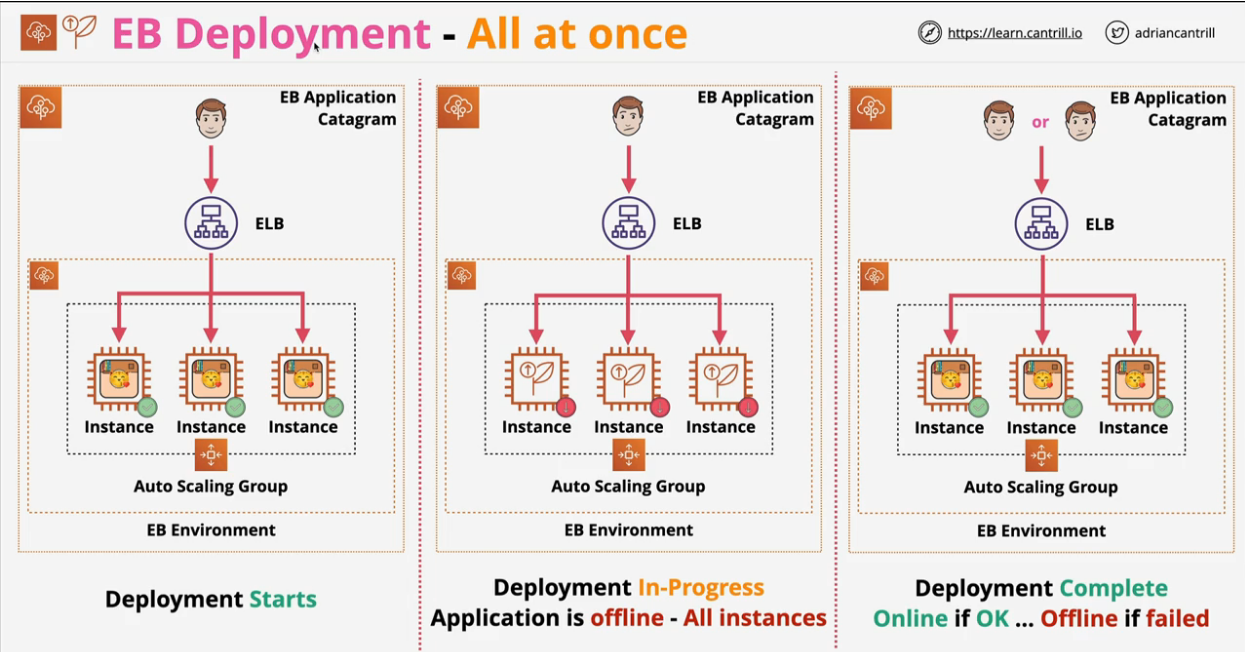 EB Deployment - All at once
https://learn.cantrill.io
adriancantrill
EB Application
Catagram
ELB
Instance
Instance
Instance
Auto Scaling Group
EB Environment
Deployment Starts
EB Application
Catagram
ELB
Instance
Instance
Instance
Auto Scaling Group
EB Environment
Deployment In-Progress
Application is offline - All instances
or
EB Application
Catagram
ELB
Instance
Instance
Instance
Auto Scaling Group
EB Environment
Deployment Complete
Online if OK ... Offline if failed